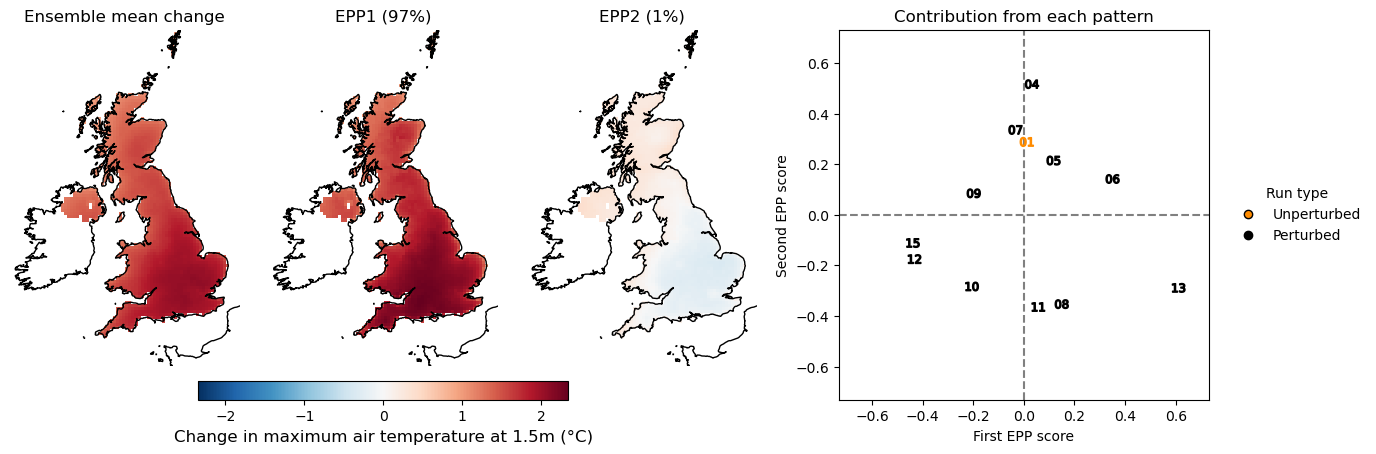 Ensemble mean change
EPP1 (97%)
EPP2 (1%)
Contribution from each pattern
−2 −1 0 1 2
Change in maximum air temperature at 1.5m (°C)
Second EPP score
0.6
0.4
0.2
0.0
−0.2
−0.4
−0.6
04
07
01
05
06
09
15
12
10
13
11
08
−0.6 −0.4 −0.2 0.0 0.2 0.4 0.6
First EPP score
Run type
Unperturbed
Perturbed